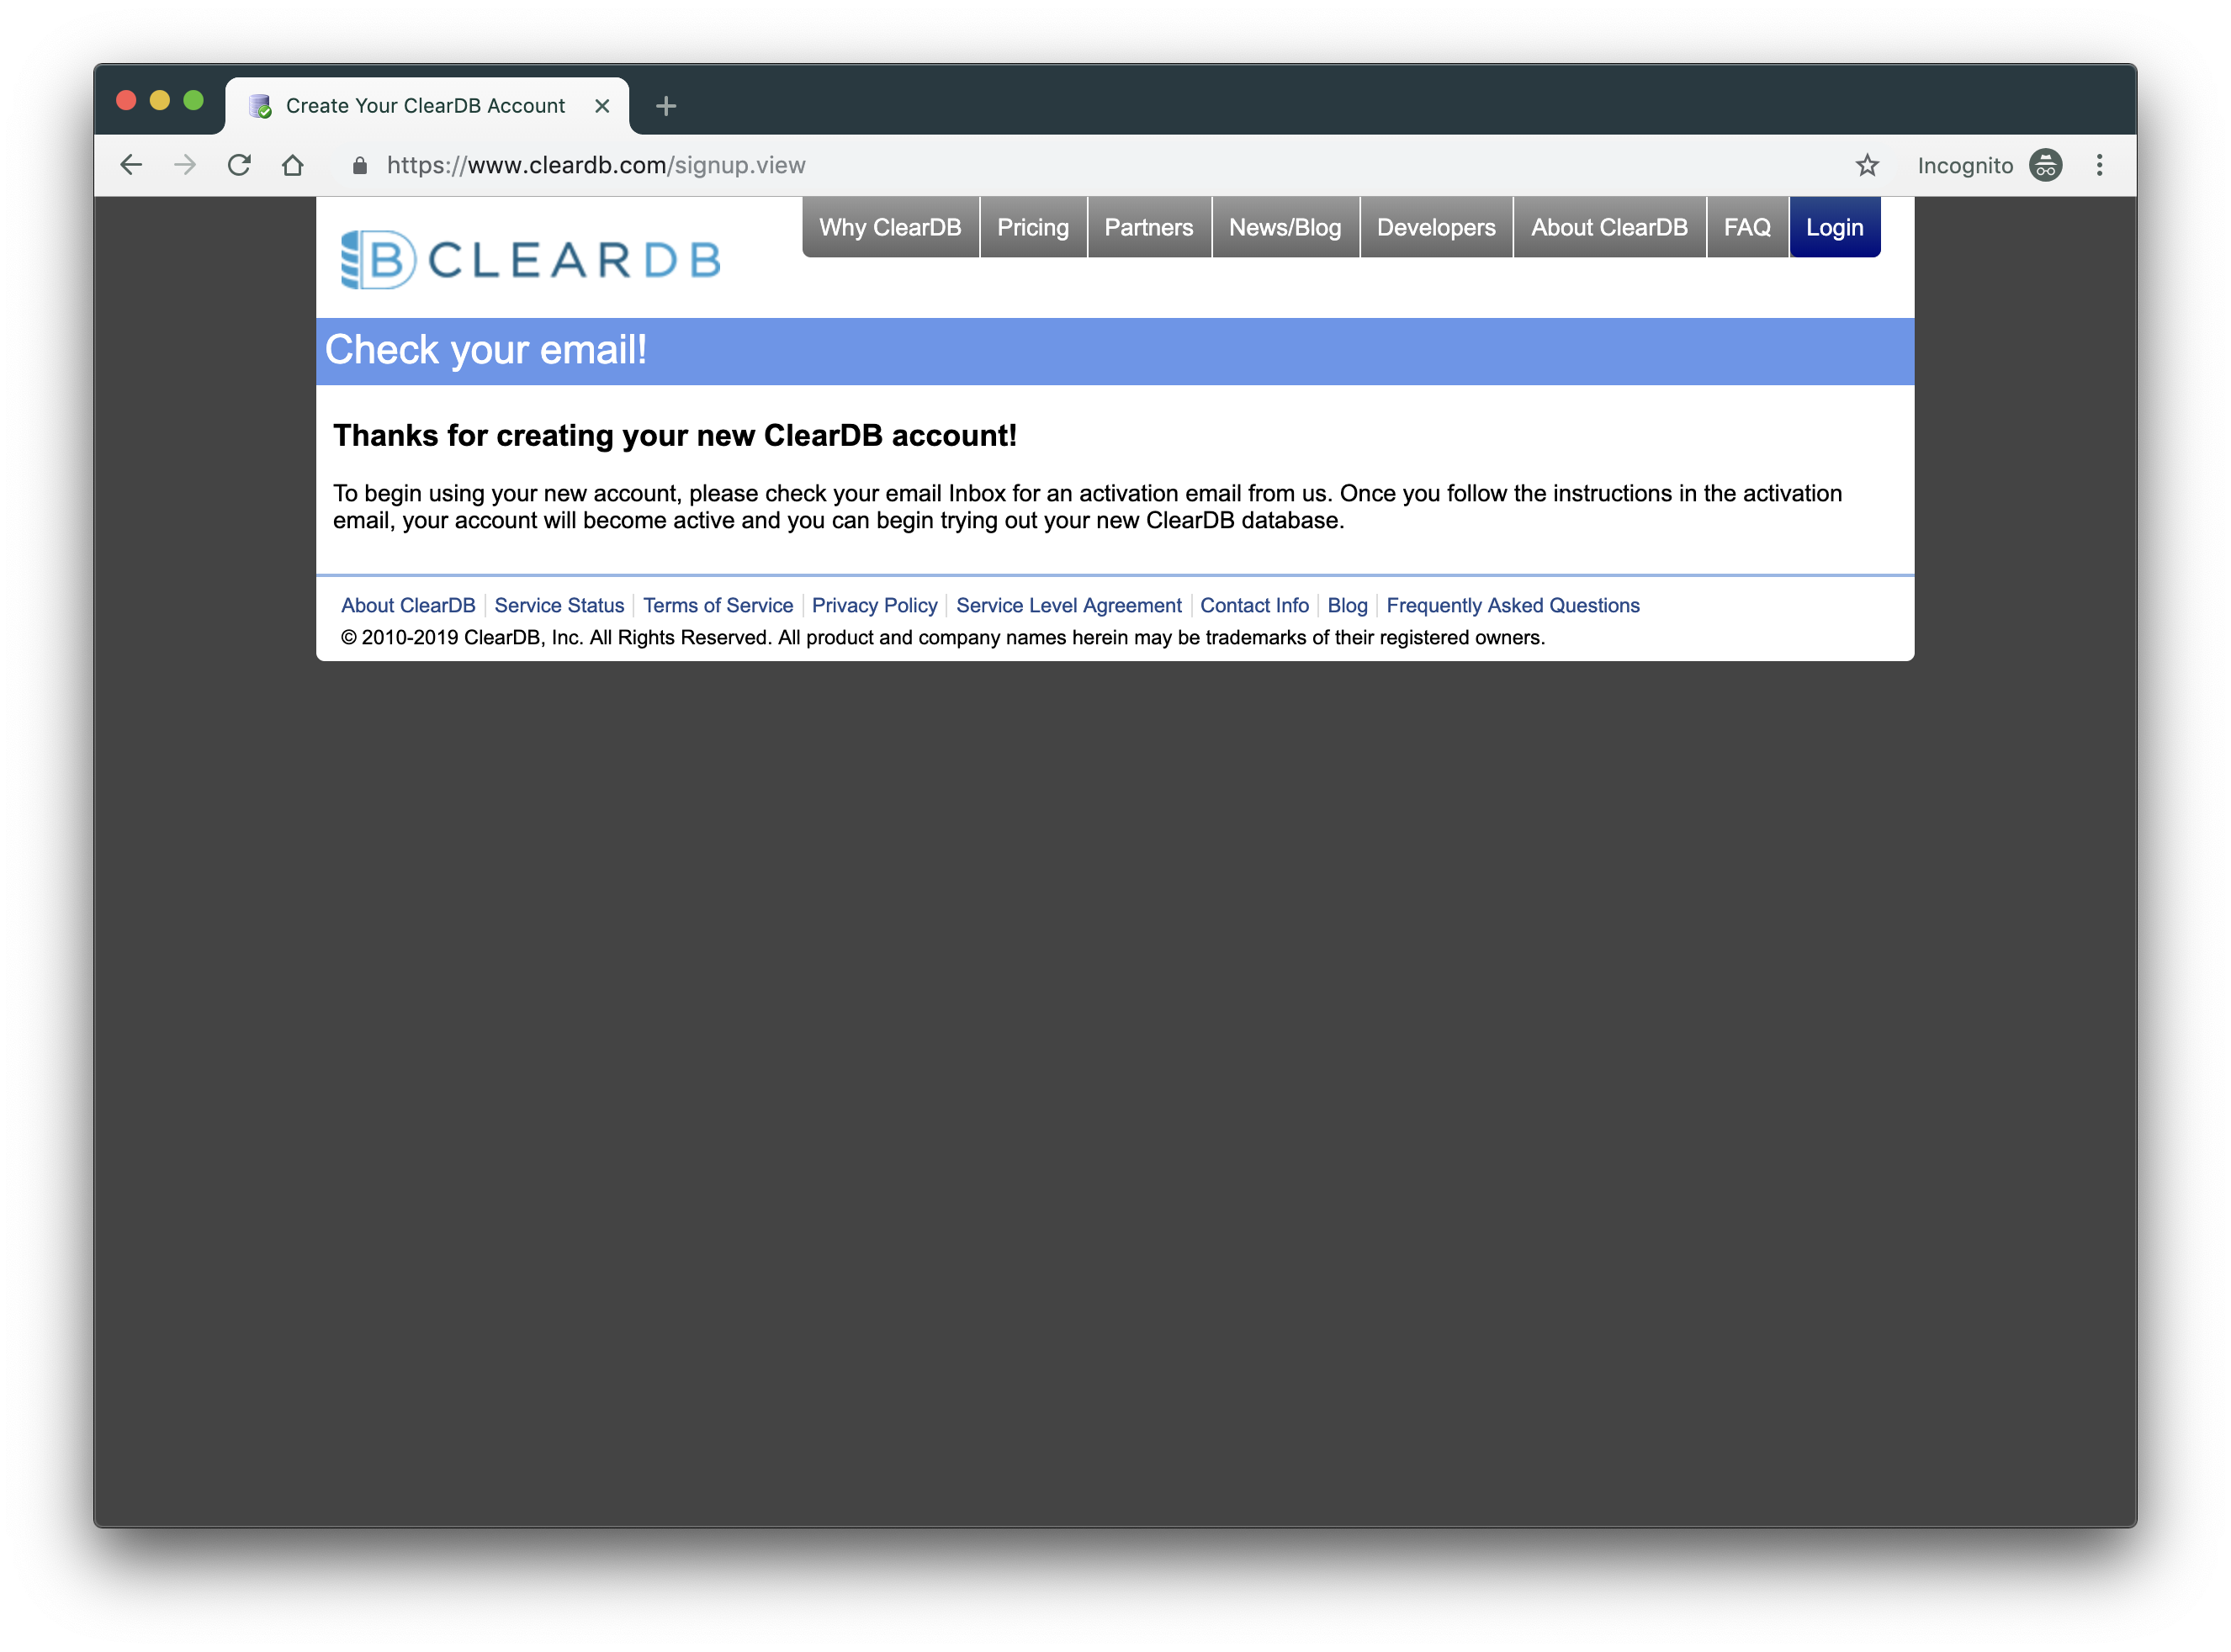 Create Your ClearDB Account
https://www.cleardb.com/signup.view
Incognito
Why ClearDB
Pricing
Partners
News/Blog
Developers
About ClearDB
FAQ
Login
CLEARDB
Check your email!
Thanks for creating your new ClearDB account!
To begin using your new account, please check your email Inbox for an activation email from us. Once you follow the instructions in the activation
email, your account will become active and you can begin trying out your new ClearDB database.
About ClearDB Service Status Terms of Service Privacy Policy Service Level Agreement Contact Info Blog Frequently Asked Questions
© 2010-2019 ClearDB, Inc. All Rights Reserved. All product and company names herein may be trademarks of their registered owners.